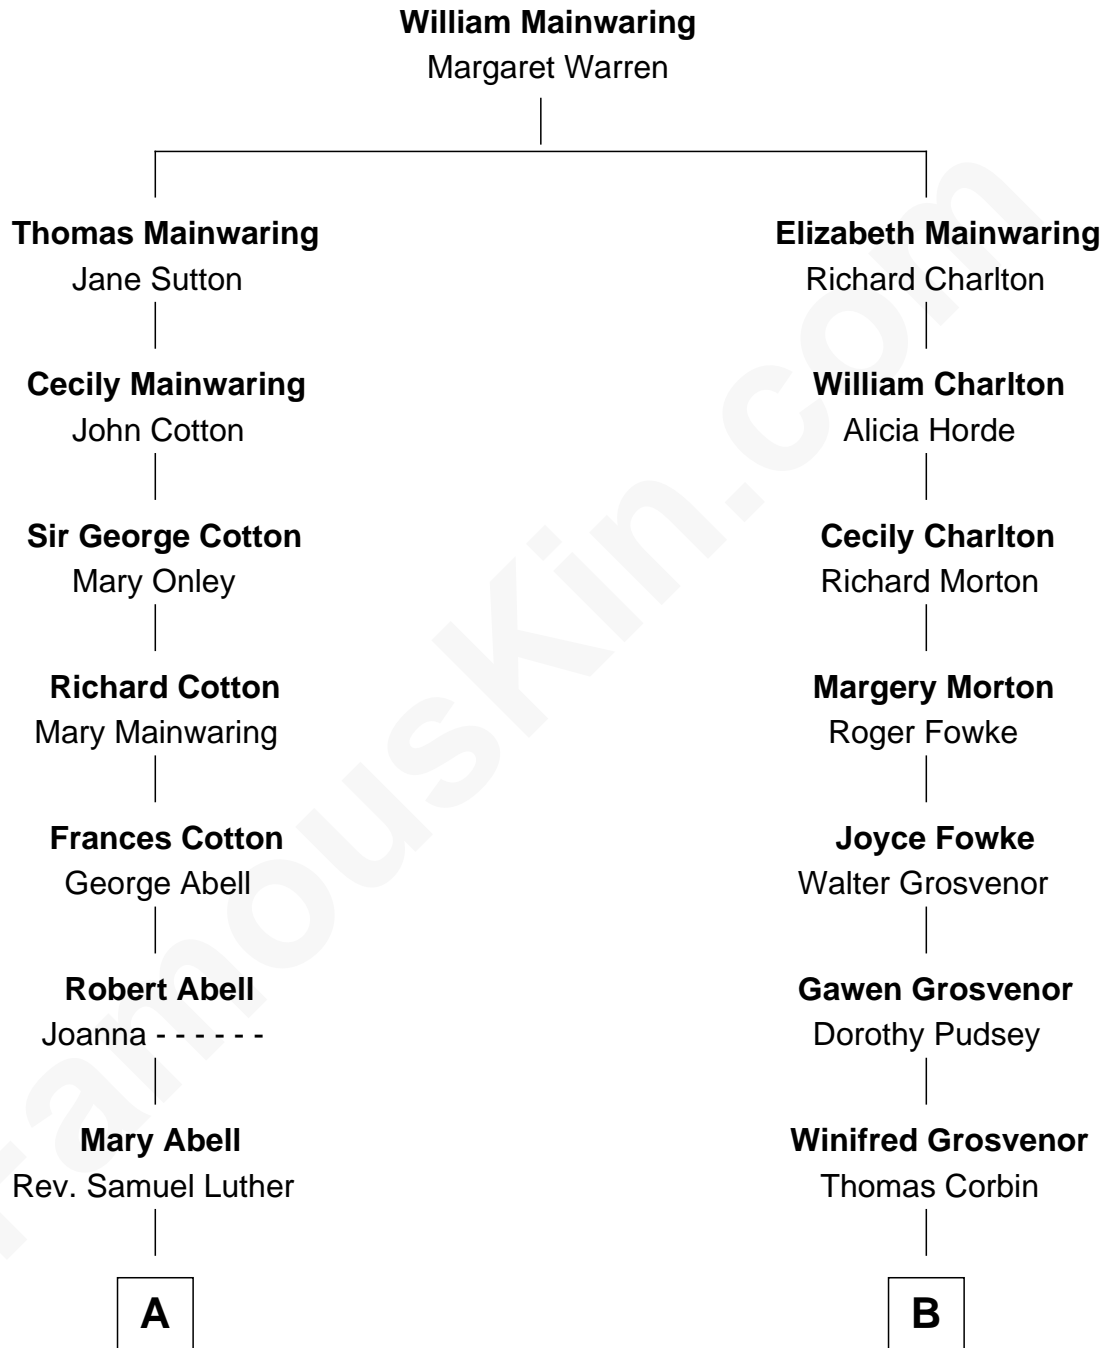 William Mainwaring
Margaret Warren
Thomas Mainwaring
Jane Sutton
Elizabeth Mainwaring
Richard Charlton
Cecily Mainwaring
John Cotton
William Charlton
Alicia Horde
Sir George Cotton
Mary Onley
Cecily Charlton
Richard Morton
Richard Cotton
Mary Mainwaring
Margery Morton
Roger Fowke
Frances Cotton
George Abell
Joyce Fowke
Walter Grosvenor
Robert Abell
Joanna - - - - - -
Gawen Grosvenor
Dorothy Pudsey
Mary Abell
Rev. Samuel Luther
Winifred Grosvenor
Thomas Corbin
A
B
FamousKin.com